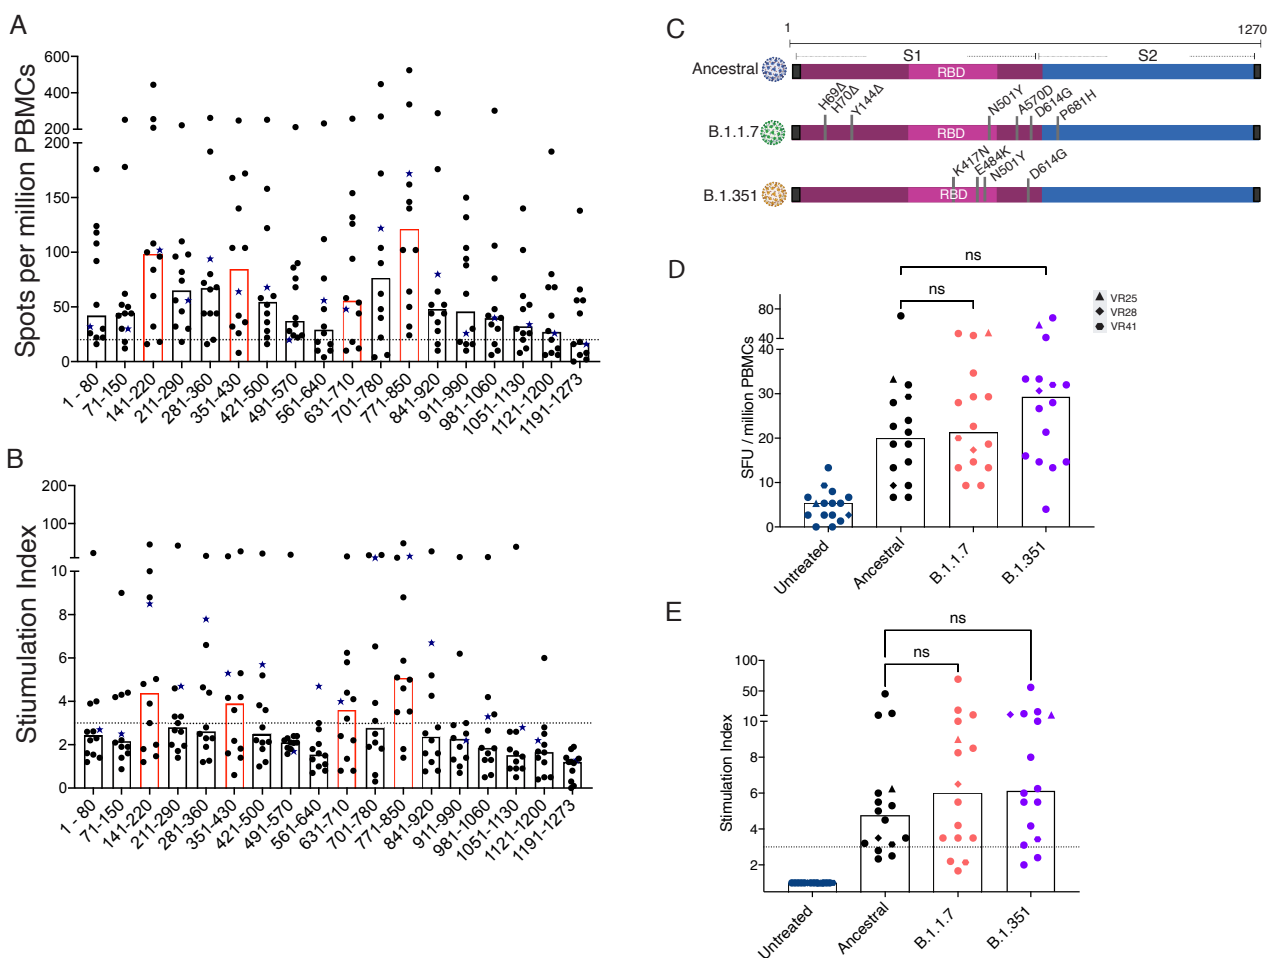 A
Spots per million PBMCs
600
400
200
200
150
100
50
0
1 - 80
71-150
141-220
211-290
281-360
351-430
421-500
491-570
561-640
631-710
701-780
771-850
841-920
911-990
981-1060
1051-1130
1121-1200
1191-1273
B
Stiumulation Index
200
100
10
8
6
4
2
0
1 - 80
71-150
141-220
211-290
281-360
351-430
421-500
491-570
561-640
631-710
701-780
771-850
841-920
911-990
981-1060
1051-1130
1121-1200
1191-1273
C
1
1270
S1
S2
Ancestral
RBD
H69Δ
H70Δ
Y144Δ
N501Y
A570D
D614G
P681H
B.1.1.7
RBD
K417N
E484K
N501Y
D614G
B.1.351
RBD
D
ns
ns
VR25
VR28
VR41
SFU / million PBMCs
80
40
40
30
20
10
0
Untreated
Ancestral
B.1.1.7
B.1.351
E
ns
ns
Stimulation Index
100
50
10
8
6
4
2
Untreated
Ancestral
B.1.1.7
B.1.351